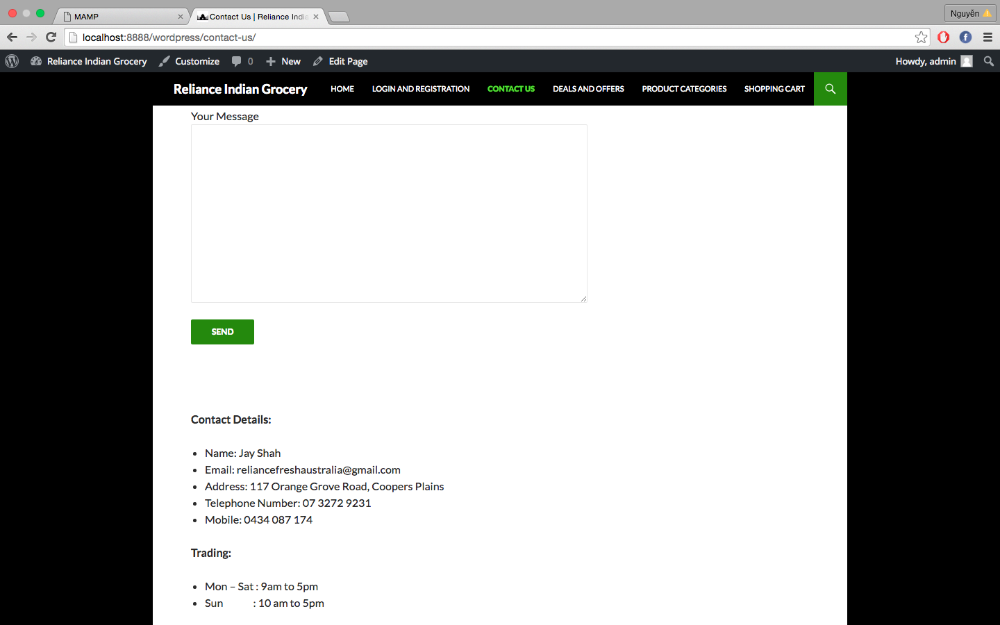 MAMP
Contact Us | Reliance India
Nguyễn
localhost:8888/wordpress/contact-us/
Reliance Indian Grocery Customize 0 New Edit Page Howdy, admin
Reliance Indian Grocery HOME LOGIN AND REGISTRATION CONTACT US DEALS AND OFFERS PRODUCT CATEGORIES SHOPPING CART
Your Message
SEND
Contact Details:
• Name: Jay Shah
• Email: reliancefreshaustralia@gmail.com
• Address: 117 Orange Grove Road, Coopers Plains
• Telephone Number: 07 3272 9231
• Mobile: 0434 087 174
Trading:
• Mon – Sat : 9am to 5pm
• Sun : 10 am to 5pm